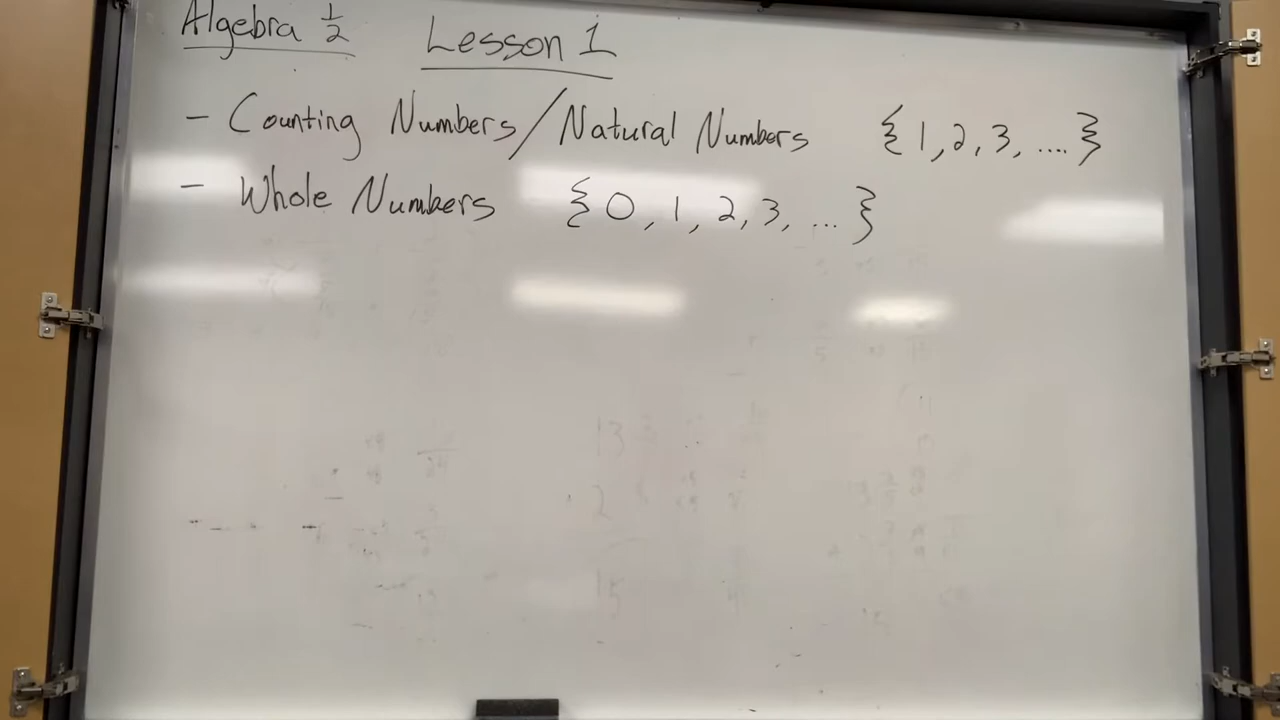 Algebra ½ Lesson 1
- Counting Numbers/Natural Numbers {1, 2, 3, ....}
- Whole Numbers {0, 1, 2, 3, ...}